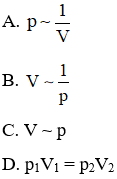 A. p ~ 1/V
B. V ~ 1/p
C. V ~ p
D. p₁V₁ = p₂V₂